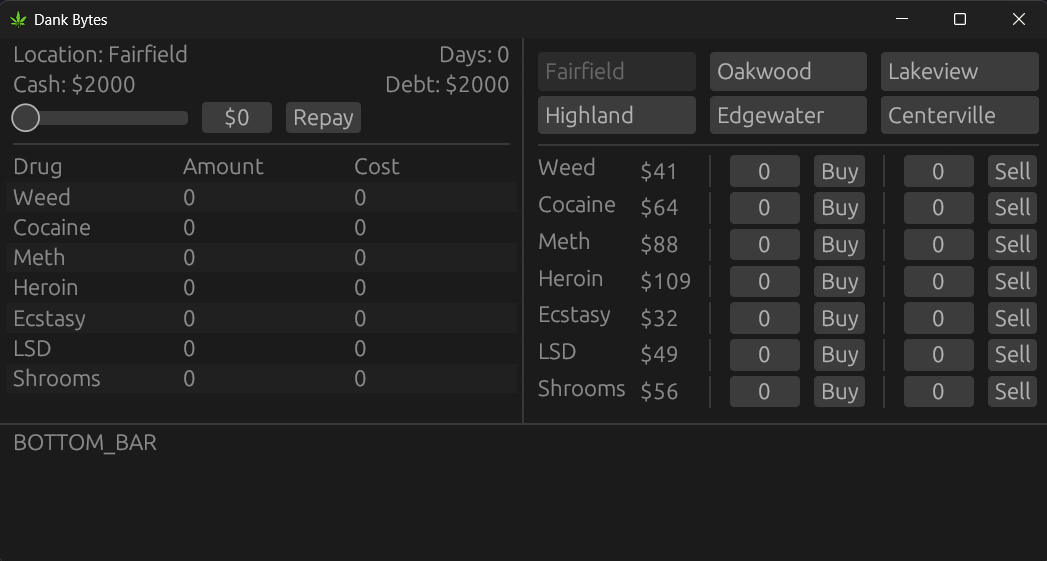 Dank Bytes
Location: Fairfield Days: 0
Cash: $2000 Debt: $2000
$0 Repay
Drug Amount Cost
Weed 0 0
Cocaine 0 0
Meth 0 0
Heroin 0 0
Ecstasy 0 0
LSD 0 0
Shrooms 0 0
Fairfield Oakwood Lakeview
Highland Edgewater Centerville
Weed $41 0 Buy 0 Sell
Cocaine $64 0 Buy 0 Sell
Meth $88 0 Buy 0 Sell
Heroin $109 0 Buy 0 Sell
Ecstasy $32 0 Buy 0 Sell
LSD $49 0 Buy 0 Sell
Shrooms $56 0 Buy 0 Sell
BOTTOM_BAR